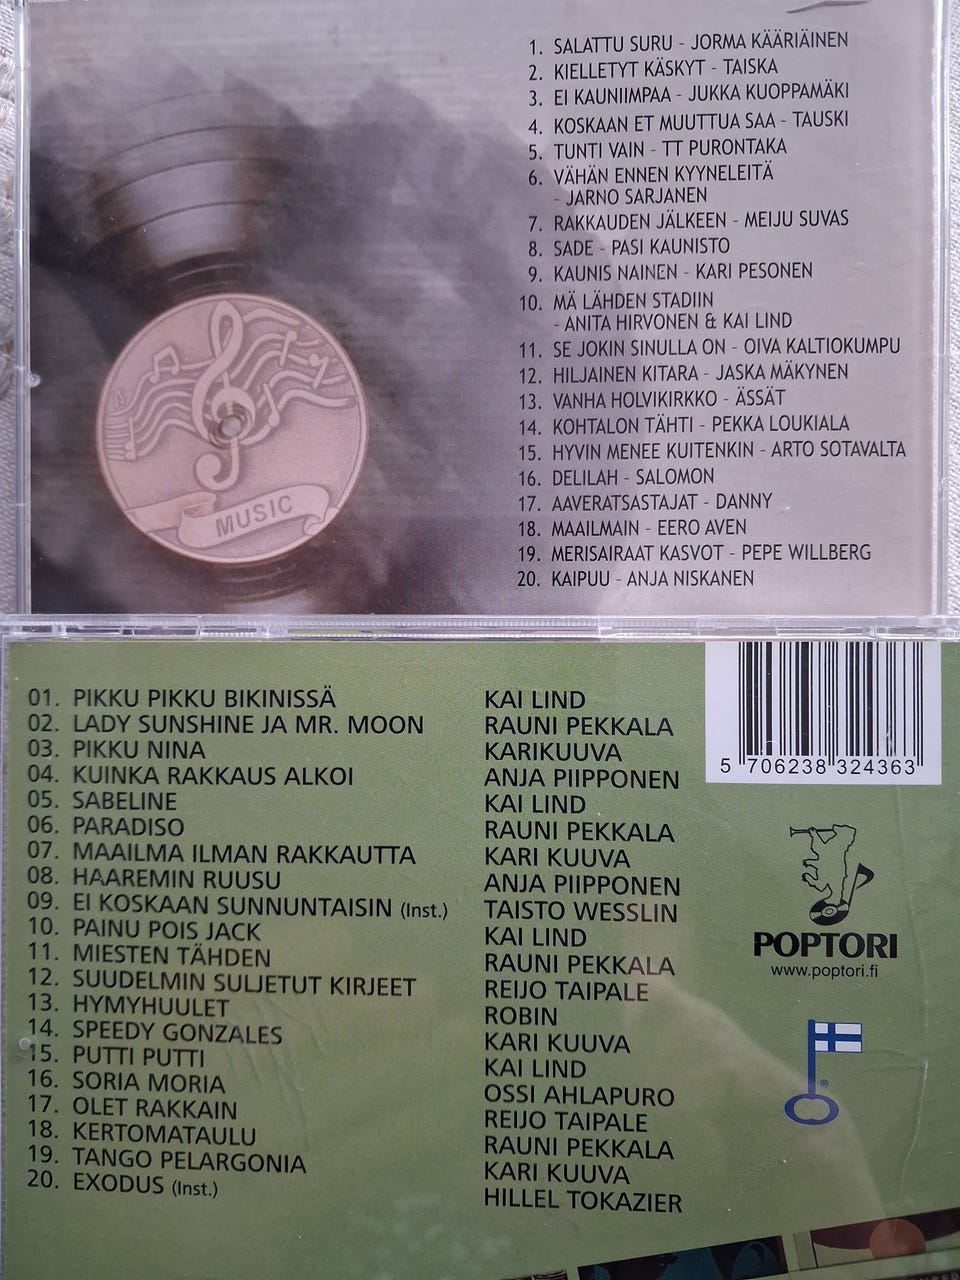 1. SALATTU SURU - JORMA KÄÄRIÄINEN
2. KIELLETYT KÄSKYT - TAISKA
3. EI KAUNIIMPAA - JUKKA KUOPPAMÄKI
4. KOSKAAN ET MUUTTUA SAA - TAUSKI
5. TUNTI VAIN - TT PURONTAKA
6. VÄHÄN ENNEN KYYNELEITÄ
- JARNO SARJANEN
7. RAKKAUDEN JÄLKEEN - MEIJU SUVAS
8. SADE - PASI KAUNISTO
9. KAUNIS NAINEN - KARI PESONEN
10. MÄ LÄHDEN STADIIN
- ANITA HIRVONEN & KAI LIND
11. SE JOKIN SINULLA ON - OIVA KALTIOKUMPU
12. HILJAINEN KITARA - JASKA MÄKYNEN
13. VANHA HOLVIKIRKKO - ÄSSÄT
14. KOHTALON TÄHTI - PEKKA LOUKIALA
15. HYVIN MENEE KUITENKIN - ARTO SOTAVALTA
16. DELILAH - SALOMON
17. AAVERATSASTAJAT - DANNY
18. MAAILMAIN - EERO AVEN
19. MERISAIRAAT KASVOT - PEPE WILLBERG
20. KAIPUU - ANJA NISKANEN
MUSIC
01. PIKKU PIKKU BIKINISSÄ KAI LIND
02. LADY SUNSHINE JA MR. MOON RAUNI PEKKALA
03. PIKKU NINA KARIKUUVA
04. KUINKA RAKKAUS ALKOI ANJA PIIPPONEN
05. SABELINE KAI LIND
06. PARADISO RAUNI PEKKALA
07. MAAILMA ILMAN RAKKAUTTA KARI KUUVA
08. HAAREMIN RUUSU ANJA PIIPPONEN
09. EI KOSKAAN SUNNUNTAISIN (Inst.) TAISTO WESSLIN
10. PAINU POIS JACK KAI LIND
11. MIESTEN TÄHDEN RAUNI PEKKALA
12. SUUDELMIN SULJETUT KIRJEET REIJO TAIPALE
13. HYMYHUULET ROBIN
14. SPEEDY GONZALES KARI KUUVA
15. PUTTI PUTTI KAI LIND
16. SORIA MORIA OSSI AHLAPURO
17. OLET RAKKAIN REIJO TAIPALE
18. KERTOMATAULU RAUNI PEKKALA
19. TANGO PELARGONIA KARI KUUVA
20. EXODUS (Inst.) HILLEL TOKAZIER
5 706238 324363
POPTORI
www.poptori.fi
®